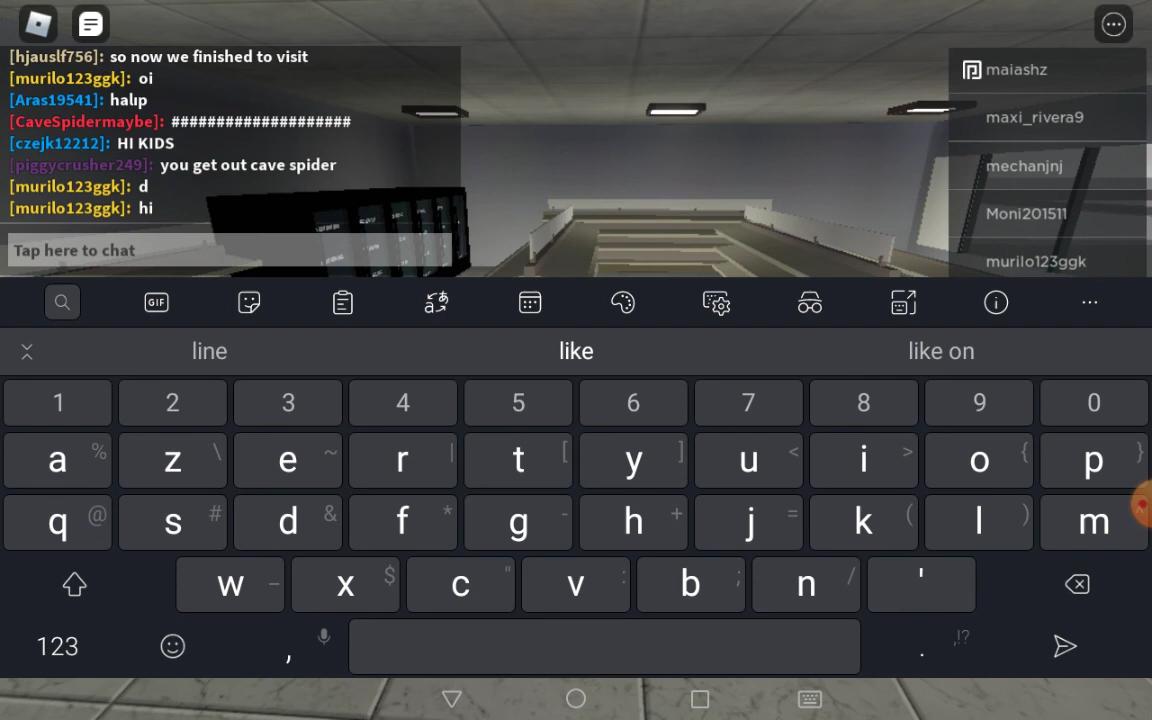 [hjauslf756]: so now we finished to visit
[murilo123ggk]: oi
[Aras19541]: halıp
[CaveSpidermaybe]: ####################
[czejk12212]: HI KIDS
[piggycrusher249]: you get out cave spider
[murilo123ggk]: d
[murilo123ggk]: hi
Tap here to chat
maiashz
maxi_rivera9
mechanjnj
Moni201511
murilo123ggk
GIF
line like like on
1 2 3 4 5 6 7 8 9 0
a % z \ e ~ r | t [ y ] u < i > o { p }
q @ s # d & f * g - h + j = k ( l ) m
w _ x $ c " v : b ; n / '
123 , . ,!?